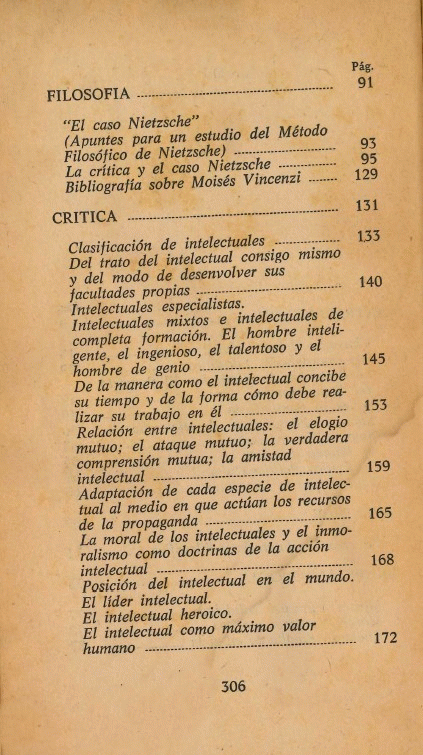 Pág.
FILOSOFIA 91
"El caso Nietzsche"
(Apuntes para un estudio del Método
Filosófico de Nietzsche) 93
La crítica y el caso Nietzsche 95
Bibliografía sobre Moisés Vincenzi 129
CRITICA 131
Clasificación de intelectuales 133
Del trato del intelectual consigo mismo
y del modo de desenvolver sus
facultades propias 140
Intelectuales especialistas.
Intelectuales mixtos e intelectuales de
completa formación. El hombre inteli-
gente, el ingenioso, el talentoso y el
hombre de genio 145
De la manera como el intelectual concibe
su tiempo y de la forma cómo debe rea-
lizar su trabajo en él 153
Relación entre intelectuales: el elogio
mutuo; el ataque mutuo; la verdadera
comprensión mutua; la amistad
intelectual 159
Adaptación de cada especie de intelec-
tual al medio en que actúan los recursos
de la propaganda 165
La moral de los intelectuales y el inmo-
ralismo como doctrinas de la acción
intelectual 168
Posición del intelectual en el mundo.
El líder intelectual.
El intelectual heroico.
El intelectual como máximo valor
humano 172
306